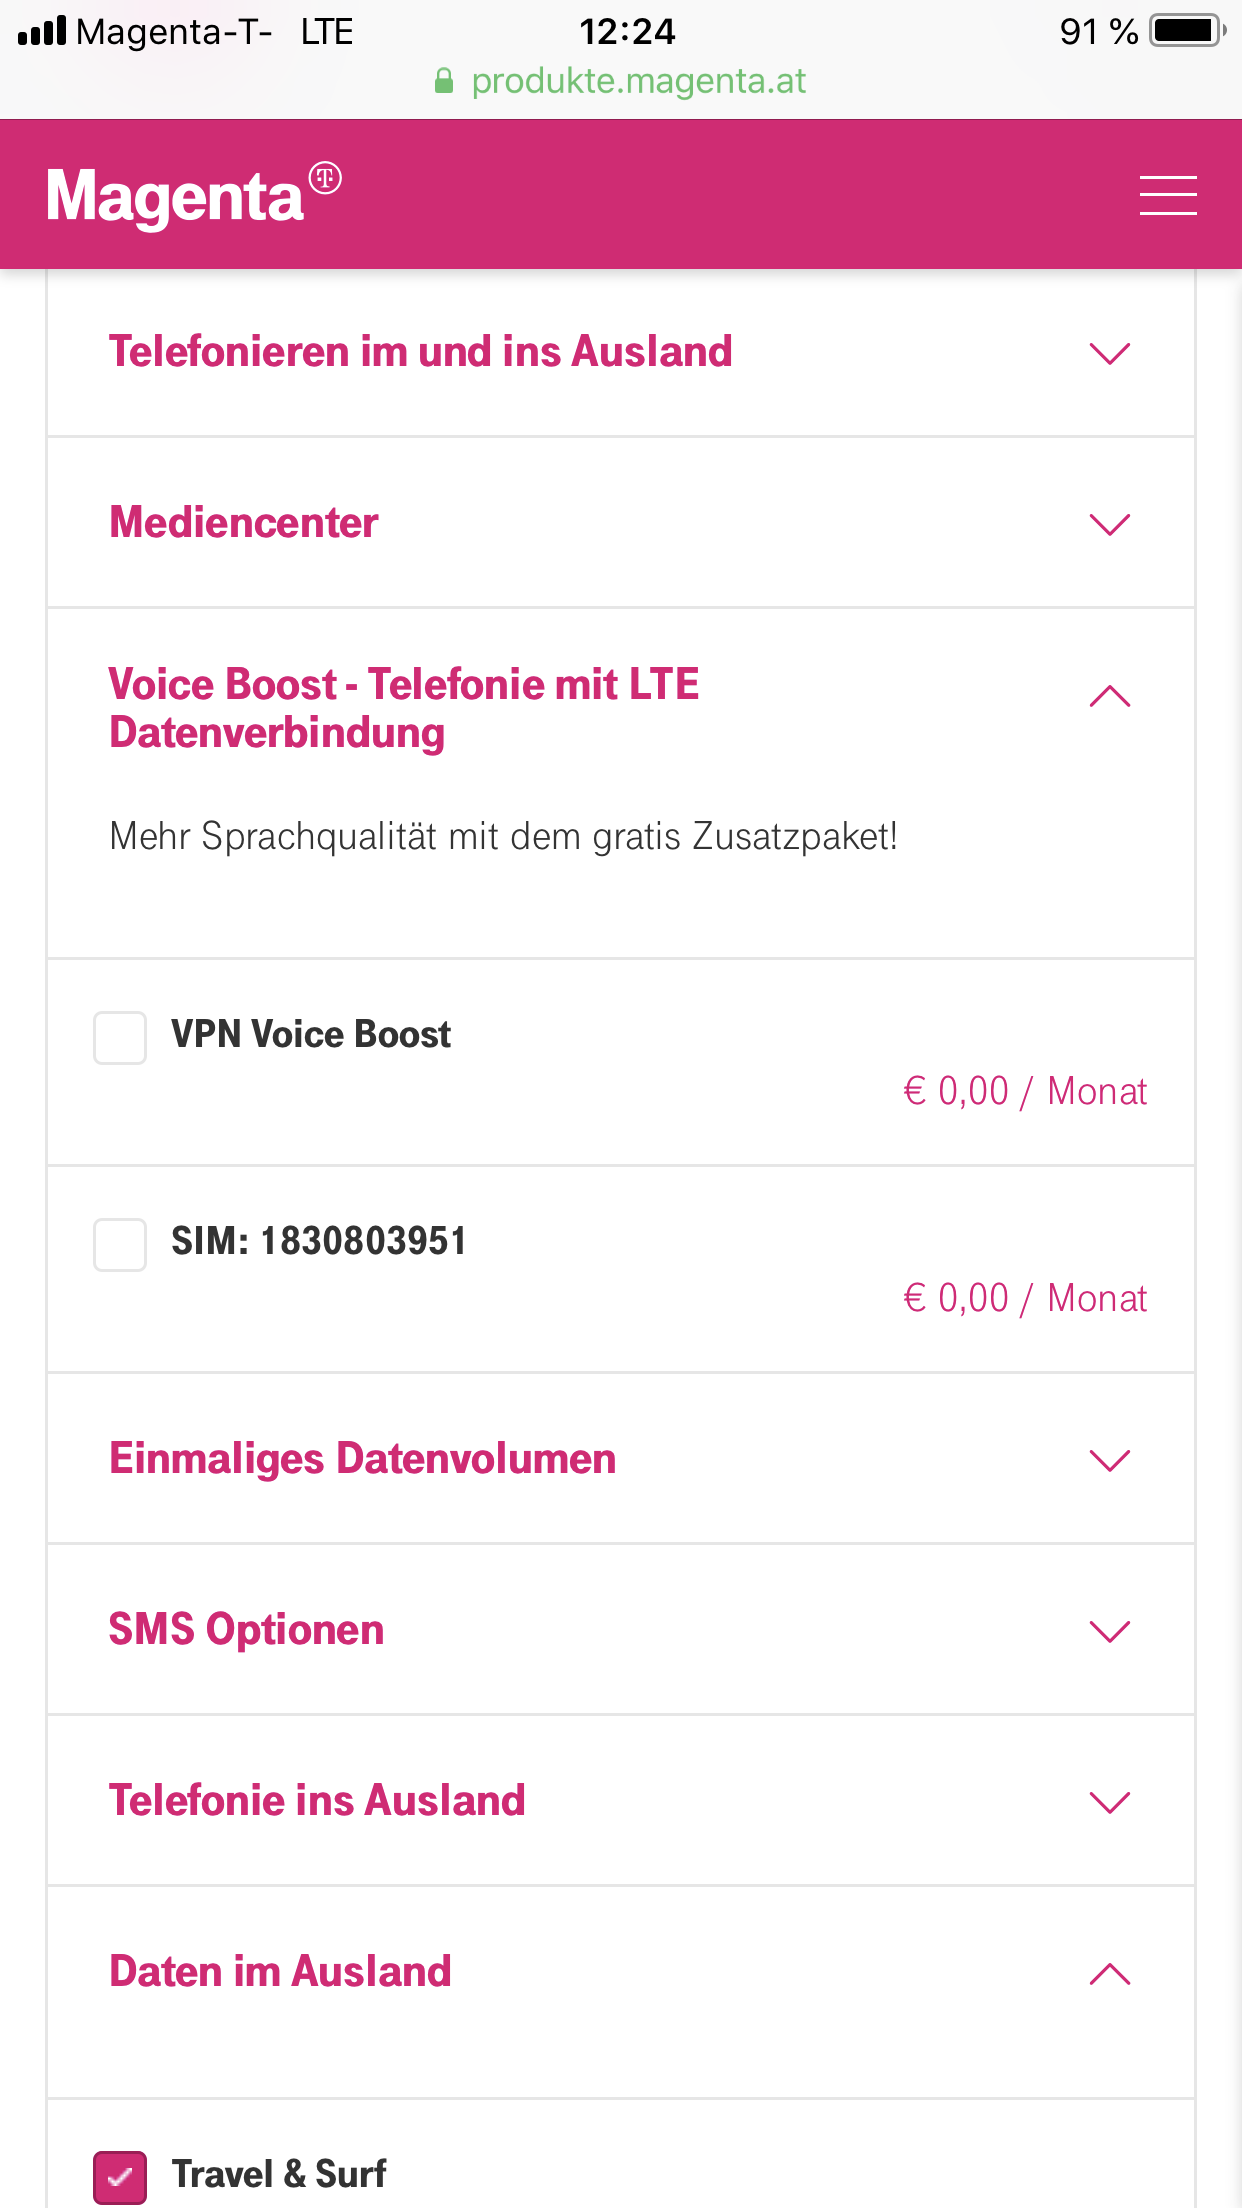 Magenta-T- LTE 12:24 91 %
produkte.magenta.at
Magenta T
Telefonieren im und ins Ausland
Mediencenter
Voice Boost - Telefonie mit LTE
Datenverbindung
Mehr Sprachqualität mit dem gratis Zusatzpaket!
VPN Voice Boost
€ 0,00 / Monat
SIM: 1830803951
€ 0,00 / Monat
Einmaliges Datenvolumen
SMS Optionen
Telefonie ins Ausland
Daten im Ausland
Travel & Surf